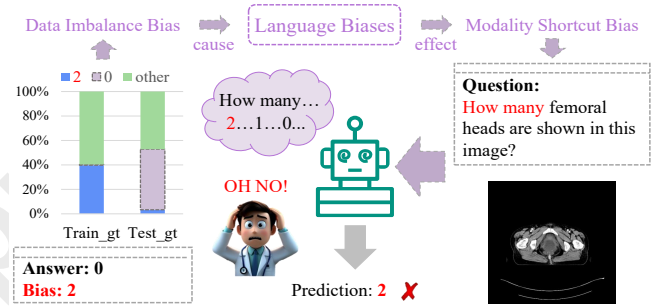 Data Imbalance Bias
cause
Language Biases
effect
Modality Shortcut Bias
2 0 other
100%
80%
60%
40%
20%
0%
Train_gt Test_gt
How many…
2…1…0...
OH NO!
Question:
How many femoral
heads are shown in this
image?
Answer: 0
Bias: 2
Prediction: 2 ✗